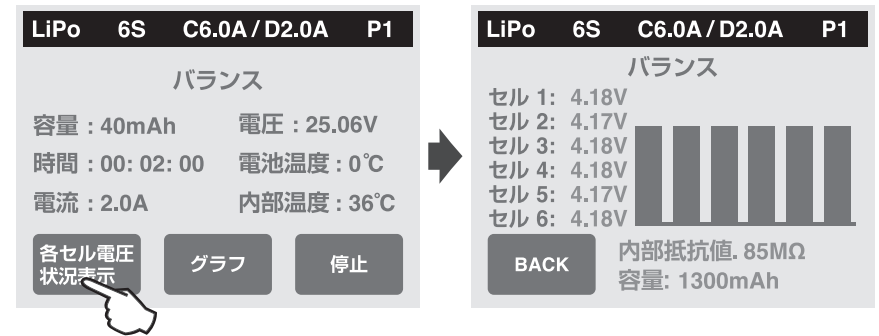 LiPo 6S C6.0A / D2.0A P1
バランス
容量 : 40mAh 電圧 : 25.06V
時間 : 00: 02: 00 電池温度 : 0℃
電流 : 2.0A 内部温度 : 36℃
各セル電圧
状況表示
グラフ
停止
LiPo 6S C6.0A / D2.0A P1
バランス
セル 1: 4.18V
セル 2: 4.17V
セル 3: 4.18V
セル 4: 4.18V
セル 5: 4.17V
セル 6: 4.18V
BACK
内部抵抗値. 85MΩ
容量: 1300mAh